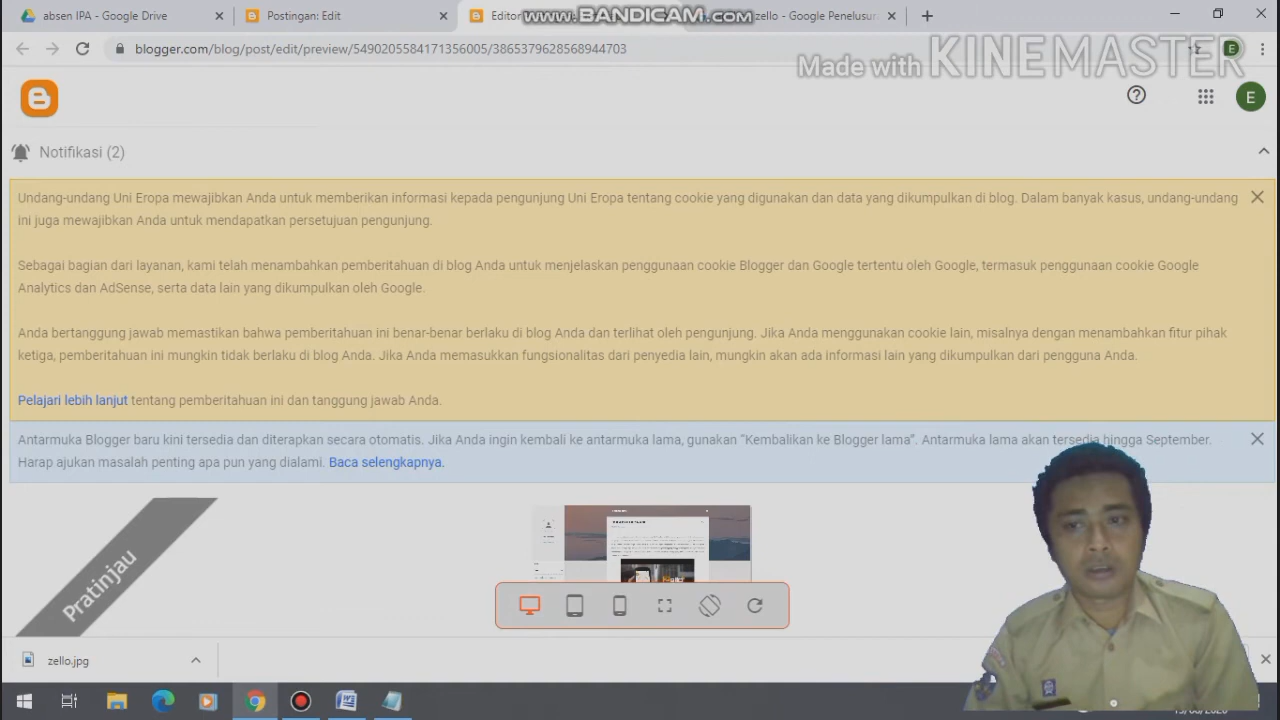 absen IPA - Google Drive
Postingan: Edit
Editor
www.BANDICAM.com
zello - Google Penelusura
blogger.com/blog/post/edit/preview/5490205584171356005/3865379628568944703
E
Made with KINEMASTER
E
Notifikasi (2)
Undang-undang Uni Eropa mewajibkan Anda untuk memberikan informasi kepada pengunjung Uni Eropa tentang cookie yang digunakan dan data yang dikumpulkan di blog. Dalam banyak kasus, undang-undang
ini juga mewajibkan Anda untuk mendapatkan persetujuan pengunjung.
Sebagai bagian dari layanan, kami telah menambahkan pemberitahuan di blog Anda untuk menjelaskan penggunaan cookie Blogger dan Google tertentu oleh Google, termasuk penggunaan cookie Google
Analytics dan AdSense, serta data lain yang dikumpulkan oleh Google.
Anda bertanggung jawab memastikan bahwa pemberitahuan ini benar-benar berlaku di blog Anda dan terlihat oleh pengunjung. Jika Anda menggunakan cookie lain, misalnya dengan menambahkan fitur pihak
ketiga, pemberitahuan ini mungkin tidak berlaku di blog Anda. Jika Anda memasukkan fungsionalitas dari penyedia lain, mungkin akan ada informasi lain yang dikumpulkan dari pengguna Anda.
Pelajari lebih lanjut tentang pemberitahuan ini dan tanggung jawab Anda.
Antarmuka Blogger baru kini tersedia dan diterapkan secara otomatis. Jika Anda ingin kembali ke antarmuka lama, gunakan “Kembalikan ke Blogger lama”. Antarmuka lama akan tersedia hingga September.
Harap ajukan masalah penting apa pun yang dialami. Baca selengkapnya.
Pratinjau
zello.jpg